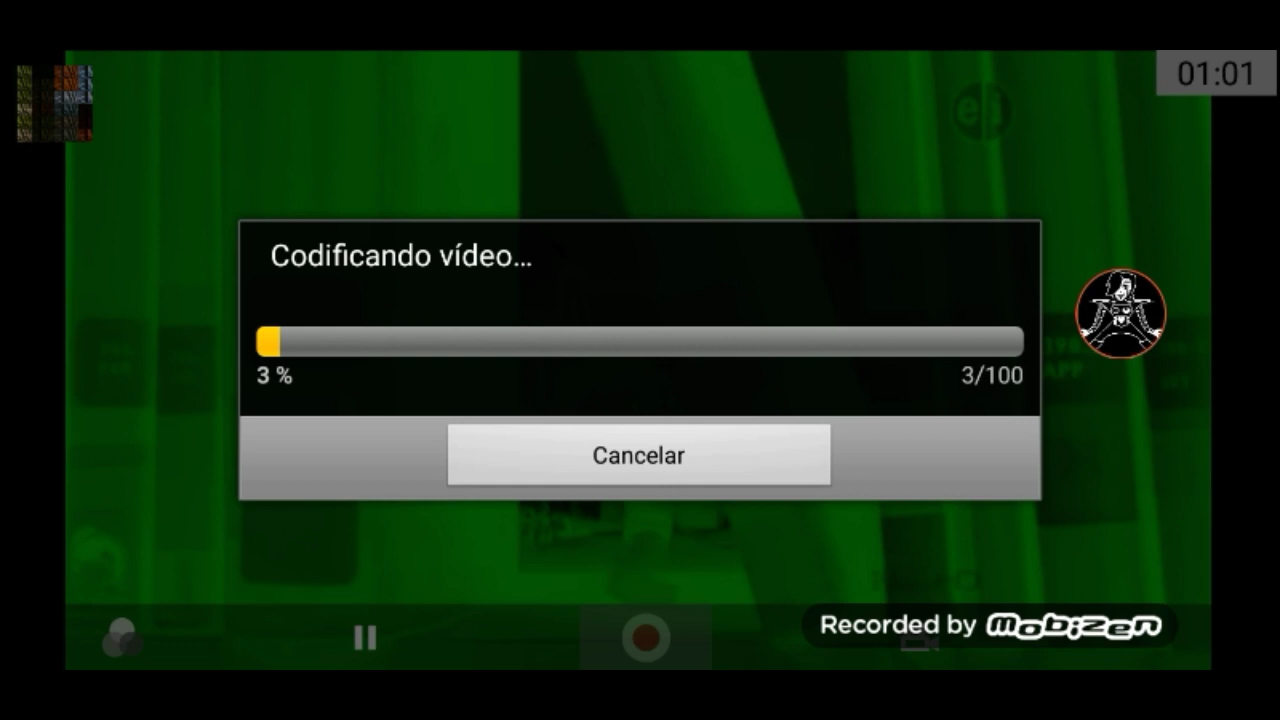 01:01
Codificando vídeo...
3 %
3/100
Cancelar
Recorded by mobizen